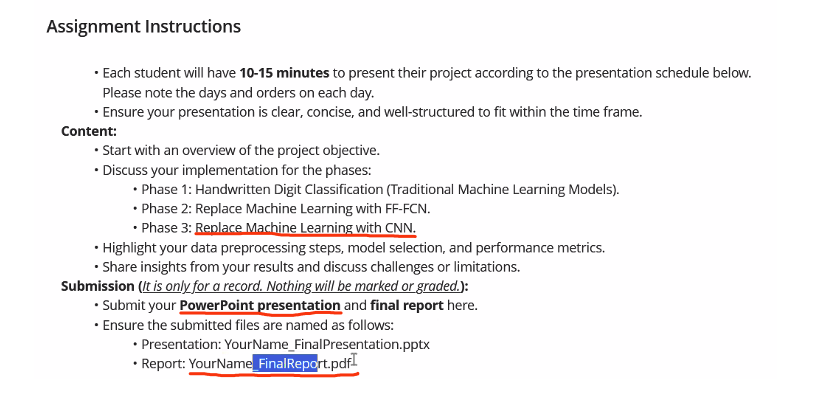 Assignment Instructions
• Each student will have 10-15 minutes to present their project according to the presentation schedule below.
Please note the days and orders on each day.
• Ensure your presentation is clear, concise, and well-structured to fit within the time frame.
Content:
• Start with an overview of the project objective.
• Discuss your implementation for the phases:
• Phase 1: Handwritten Digit Classification (Traditional Machine Learning Models).
• Phase 2: Replace Machine Learning with FF-FCN.
• Phase 3: Replace Machine Learning with CNN.
• Highlight your data preprocessing steps, model selection, and performance metrics.
• Share insights from your results and discuss challenges or limitations.
Submission (It is only for a record. Nothing will be marked or graded.):
• Submit your PowerPoint presentation and final report here.
• Ensure the submitted files are named as follows:
• Presentation: YourName_FinalPresentation.pptx
• Report: YourName_FinalReport.pdf